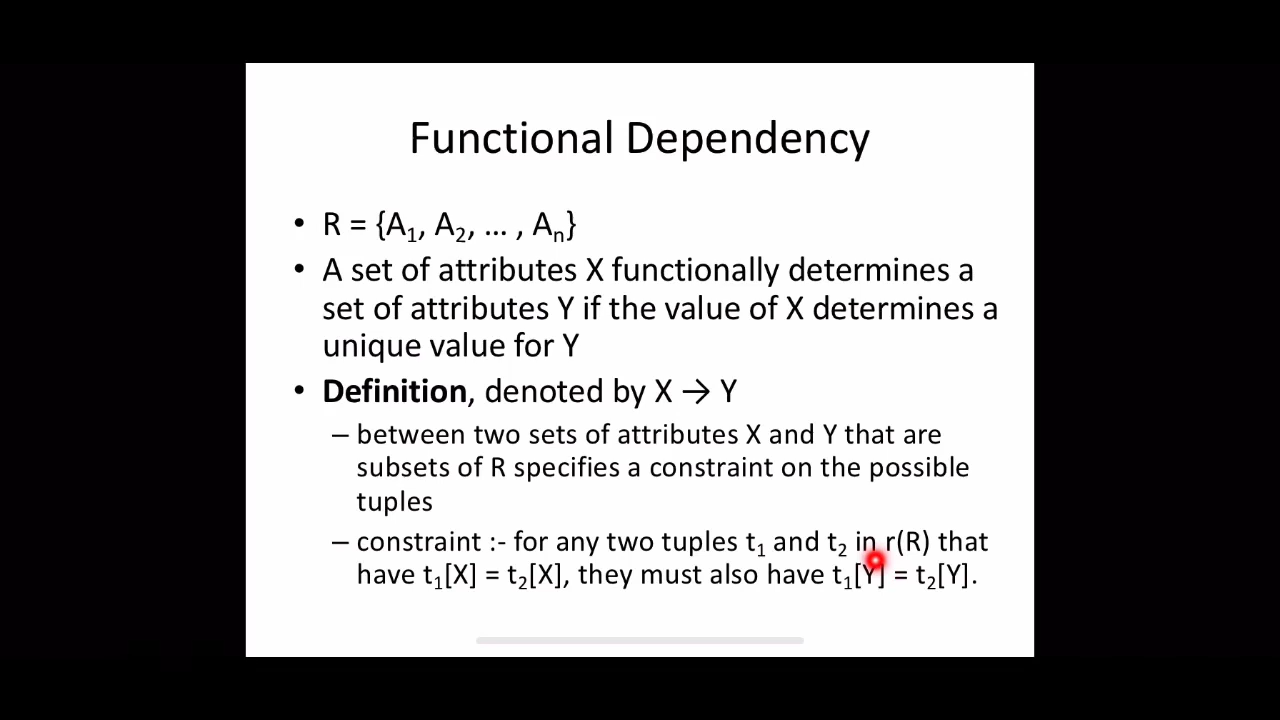 Functional Dependency
• R = {A₁, A₂, … , Aₙ}
• A set of attributes X functionally determines a
set of attributes Y if the value of X determines a
unique value for Y
• Definition, denoted by X → Y
– between two sets of attributes X and Y that are
subsets of R specifies a constraint on the possible
tuples
– constraint :- for any two tuples t₁ and t₂ in r(R) that
have t₁[X] = t₂[X], they must also have t₁[Y] = t₂[Y].